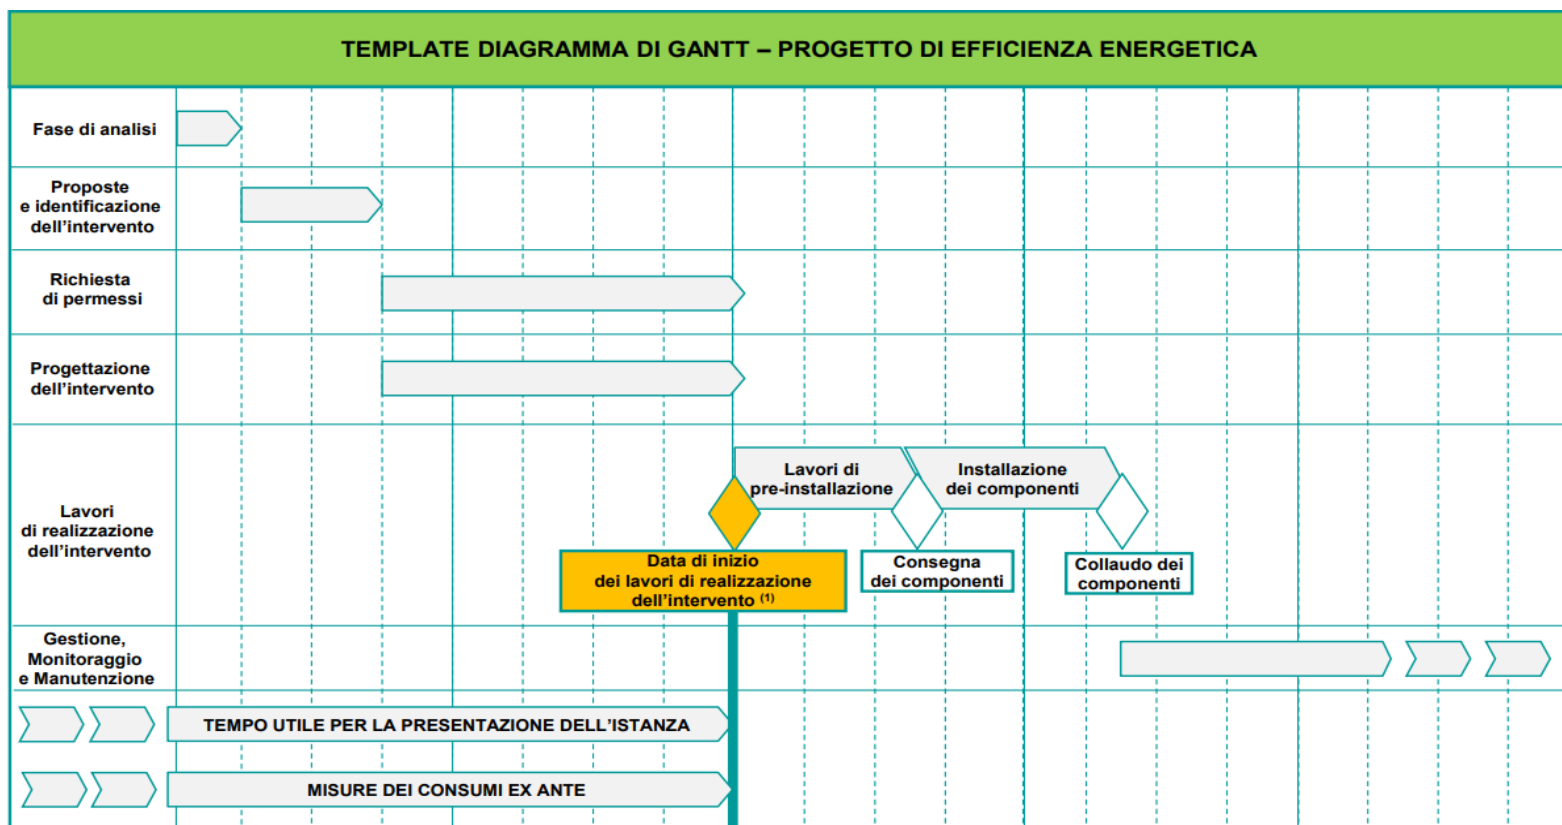 TEMPLATE DIAGRAMMA DI GANTT – PROGETTO DI EFFICIENZA ENERGETICA
Fase di analisi
Proposte
e identificazione
dell'intervento
Richiesta
di permessi
Progettazione
dell'intervento
Lavori
di realizzazione
dell'intervento
Lavori di
pre-installazione
Installazione
dei componenti
Data di inizio
dei lavori di realizzazione
dell'intervento (1)
Consegna
dei componenti
Collaudo dei
componenti
Gestione,
Monitoraggio
e Manutenzione
TEMPO UTILE PER LA PRESENTAZIONE DELL'ISTANZA
MISURE DEI CONSUMI EX ANTE